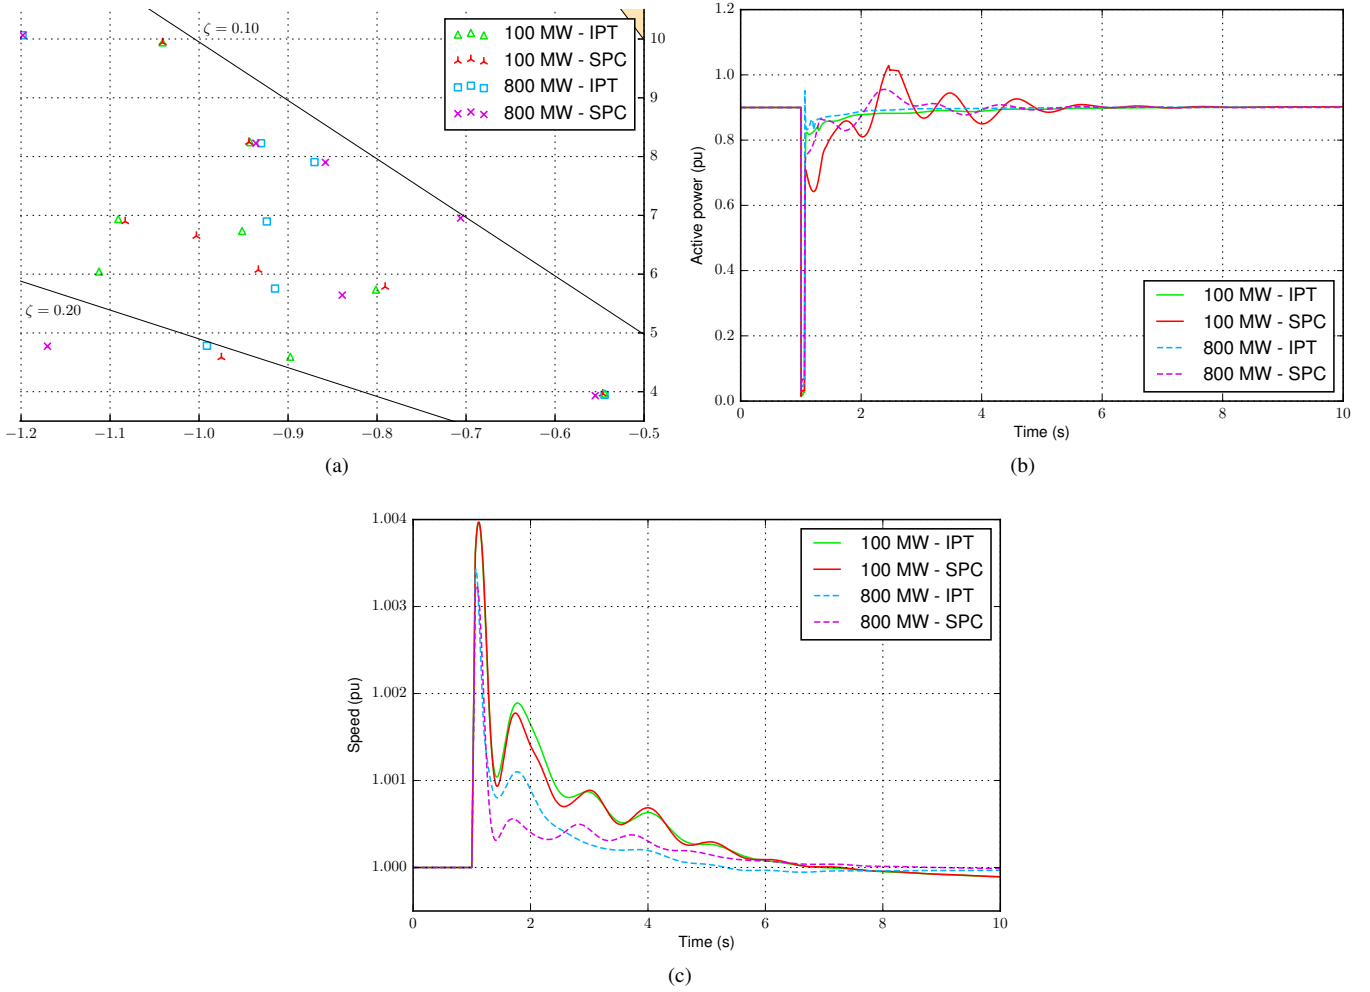 ζ = 0.10
100 MW - IPT
100 MW - SPC
800 MW - IPT
800 MW - SPC
10
9
8
7
6
5
4
ζ = 0.20
−1.2 −1.1 −1.0 −0.9 −0.8 −0.7 −0.6 −0.5
(a)
1.2
1.0
0.8
0.6
0.4
0.2
0.0
Active power (pu)
100 MW - IPT
100 MW - SPC
800 MW - IPT
800 MW - SPC
0 2 4 6 8 10
Time (s)
(b)
1.004
1.003
1.002
1.001
1.000
Speed (pu)
100 MW - IPT
100 MW - SPC
800 MW - IPT
800 MW - SPC
0 2 4 6 8 10
Time (s)
(c)